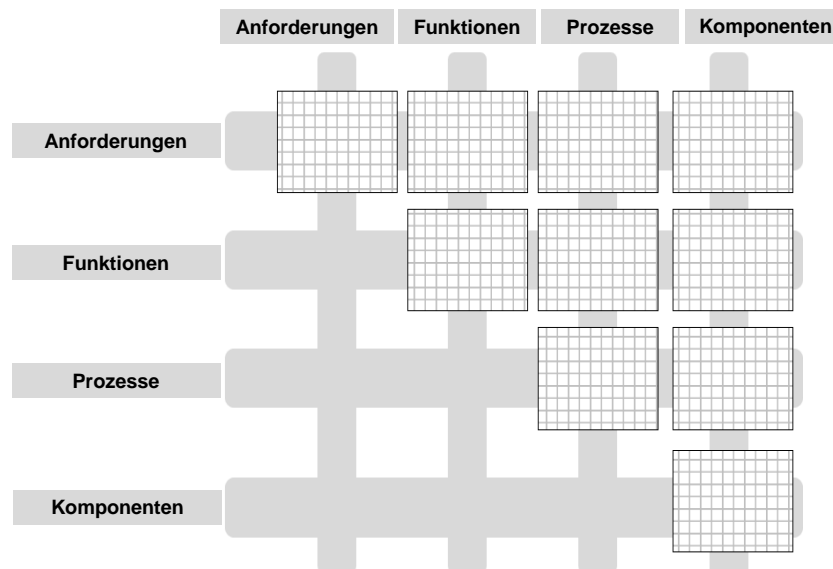 Anforderungen Funktionen Prozesse Komponenten
Anforderungen
Funktionen
Prozesse
Komponenten